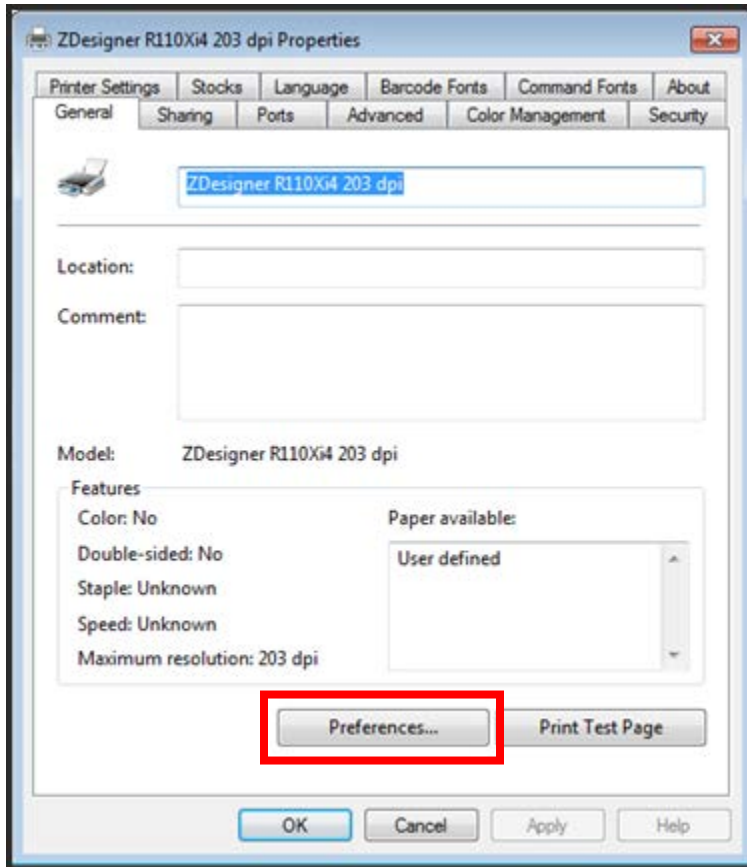 ZDesigner R110Xi4 203 dpi Properties
Printer Settings Stocks Language Barcode Fonts Command Fonts About
General Sharing Ports Advanced Color Management Security
ZDesigner R110Xi4 203 dpi
Location:
Comment:
Model: ZDesigner R110Xi4 203 dpi
Features
Color: No Paper available:
Double-sided: No User defined
Staple: Unknown
Speed: Unknown
Maximum resolution: 203 dpi
Preferences... Print Test Page
OK Cancel Apply Help